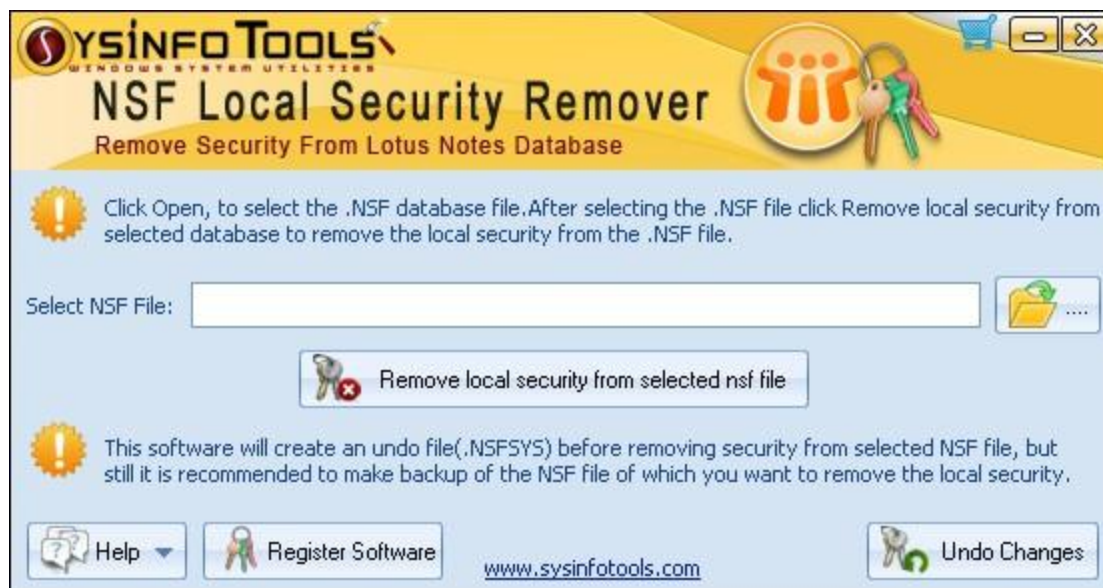 SYSINFOTOOLS
WINDOWS SYSTEM UTILITIES
NSF Local Security Remover
Remove Security From Lotus Notes Database
Click Open, to select the .NSF database file.After selecting the .NSF file click Remove local security from
selected database to remove the local security from the .NSF file.
Select NSF File:
....
Remove local security from selected nsf file
This software will create an undo file(.NSFSYS) before removing security from selected NSF file, but
still it is recommended to make backup of the NSF file of which you want to remove the local security.
Help
Register Software
www.sysinfotools.com
Undo Changes